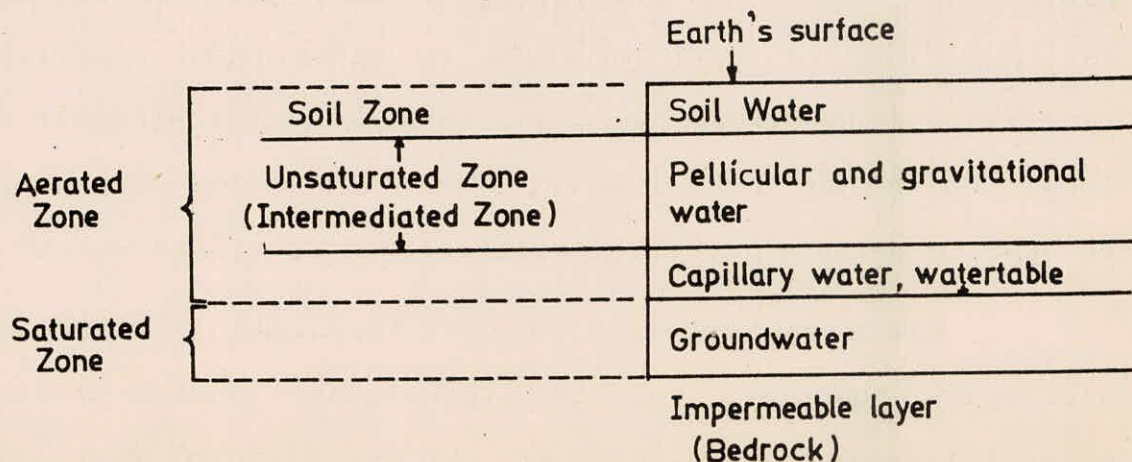 Earth's surface
Soil Zone
Soil Water
Aerated
Zone
Unsaturated Zone
(Intermediated Zone)
Pellicular and gravitational
water
Capillary water, watertable
Saturated
Zone
Groundwater
Impermeable layer
(Bedrock)